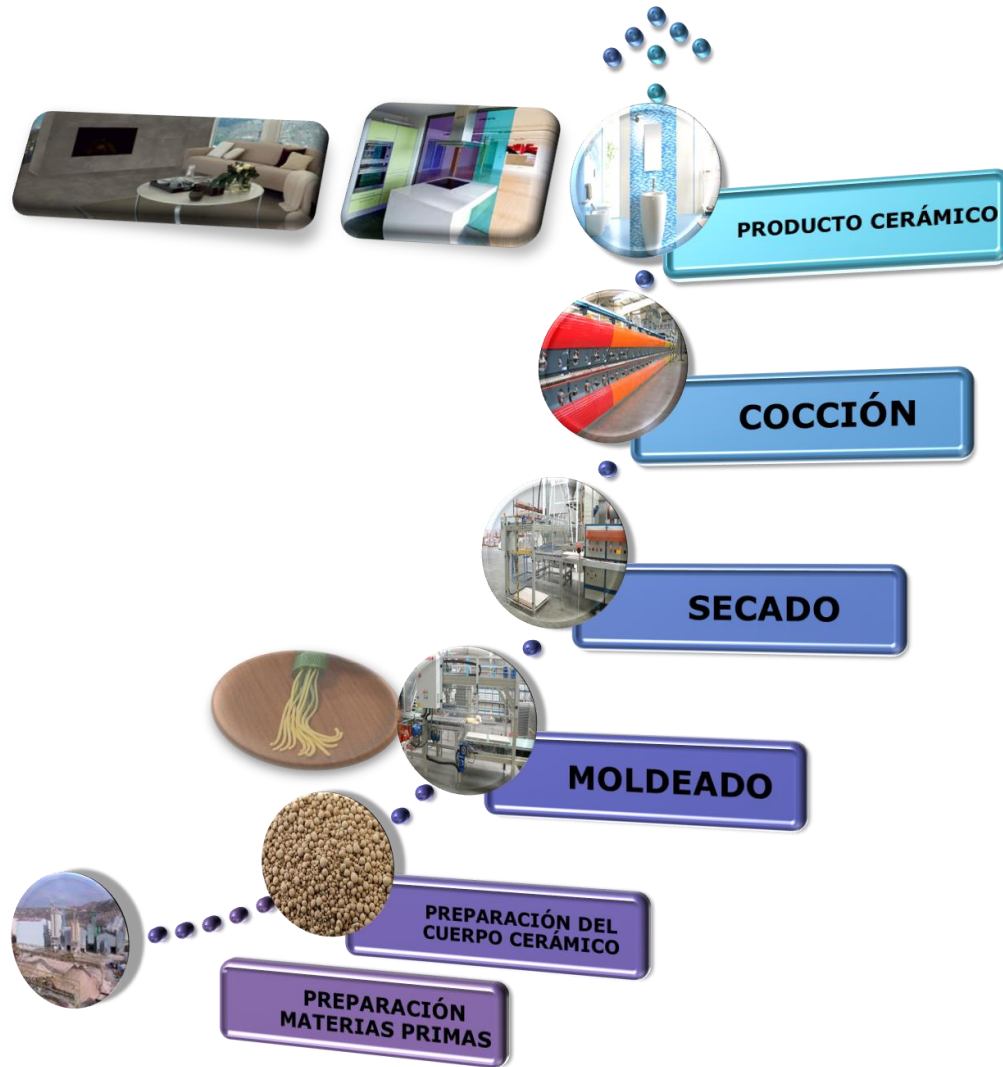 PRODUCTO CERÁMICO
COCCIÓN
SECADO
MOLDEADO
PREPARACIÓN DEL
CUERPO CERÁMICO
PREPARACIÓN
MATERIAS PRIMAS